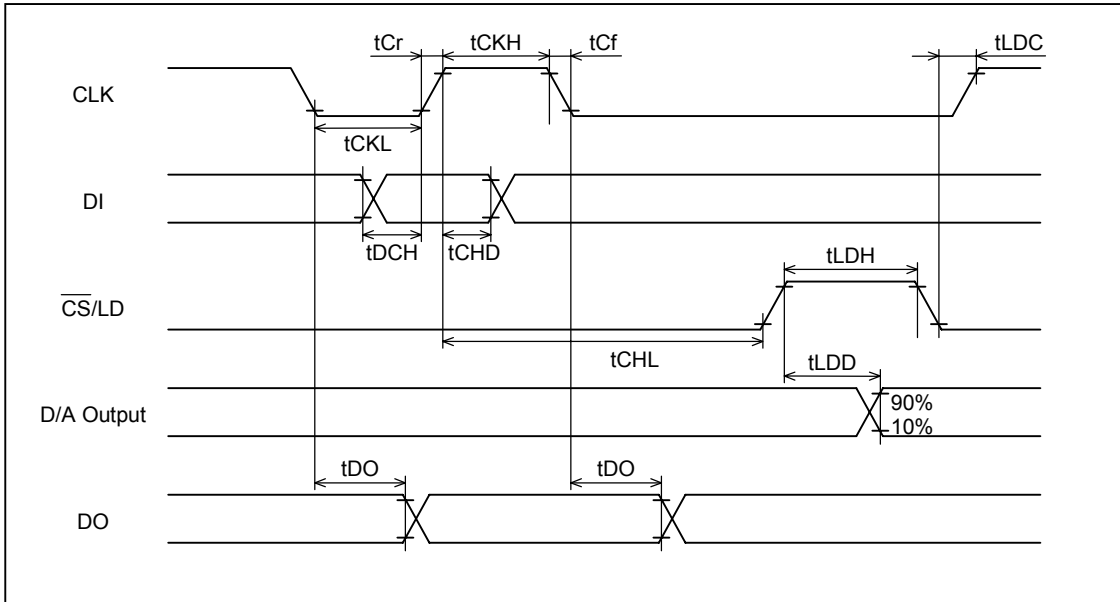 tCr tCKH tCf tLDC
CLK
tCKL
DI
tDCH tCHD
tLDH
CS/LD
tCHL
tLDD
D/A Output
90%
10%
tDO tDO
DO